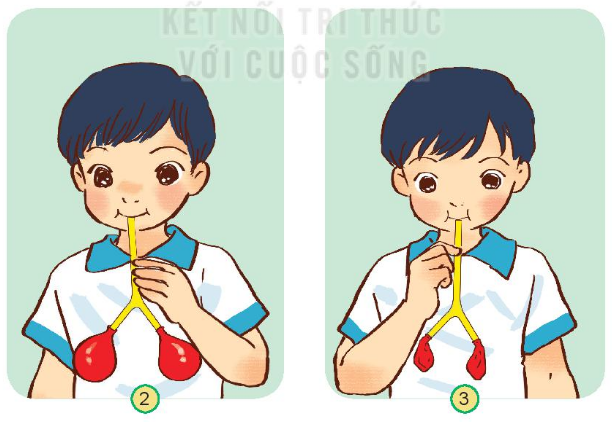 KẾT NỐI TRI THỨC
VỚI CUỘC SỐNG
2
3